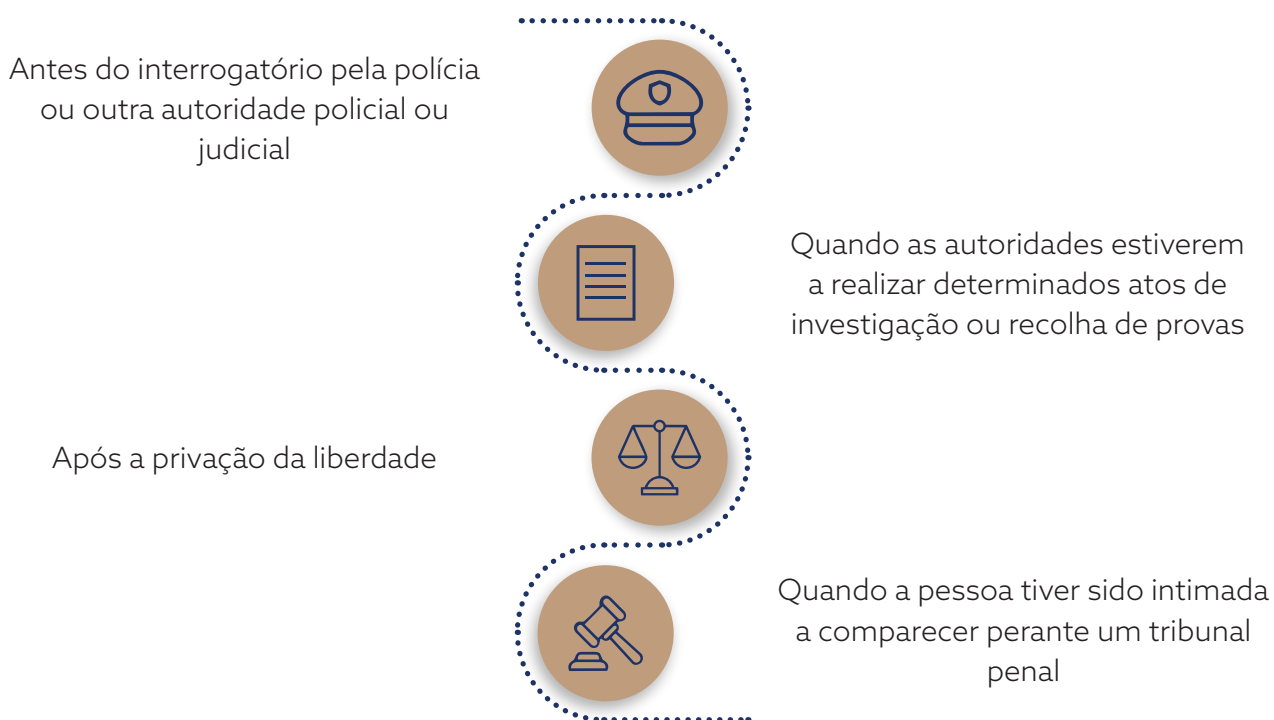 Antes do interrogatório pela polícia
ou outra autoridade policial ou
judicial
Quando as autoridades estiverem
a realizar determinados atos de
investigação ou recolha de provas
Após a privação da liberdade
Quando a pessoa tiver sido intimada
a comparecer perante um tribunal
penal